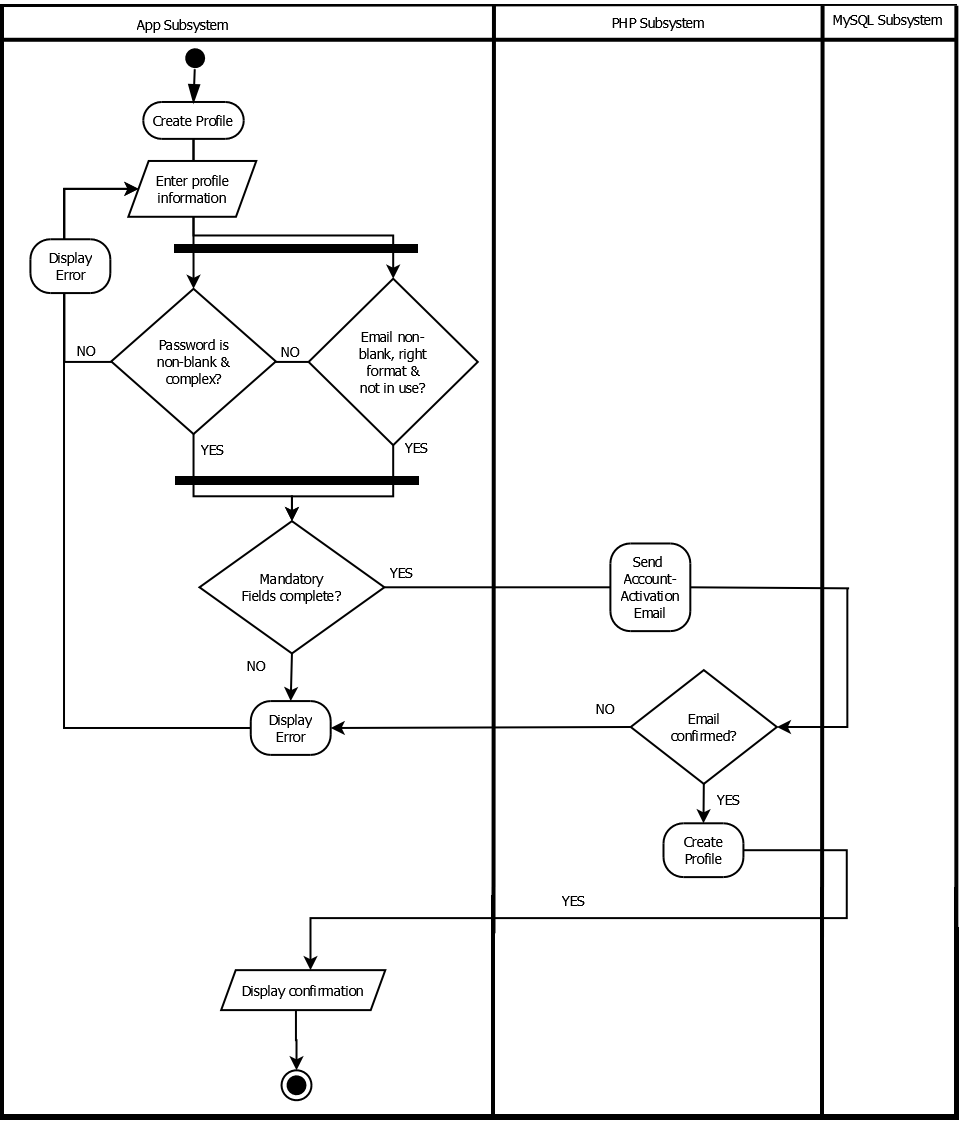 App Subsystem
PHP Subsystem
MySQL Subsystem
Create Profile
Enter profile
information
Display
Error
NO
Password is
non-blank &
complex?
NO
Email non-
blank, right
format &
not in use?
YES
YES
Mandatory
Fields complete?
YES
Send
Account-
Activation
Email
NO
Display
Error
NO
Email
confirmed?
YES
Create
Profile
YES
Display confirmation